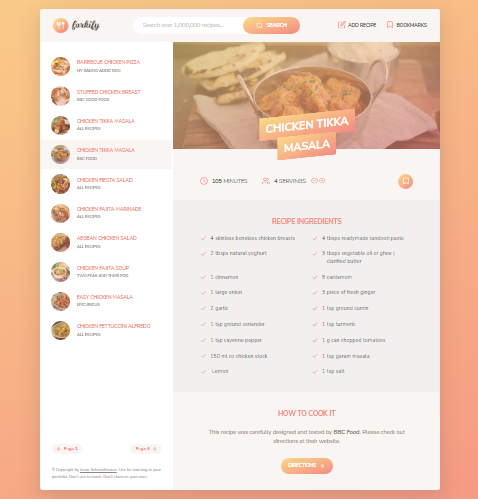 forkify
Search over 1,000,000 recipes...
SEARCH
ADD RECIPE
BOOKMARKS
BARBECUE CHICKEN PIZZA
MY BAKING ADDICTION
STUFFED CHICKEN BREAST
BBC GOOD FOOD
CHICKEN TIKKA MASALA
ALL RECIPES
CHICKEN TIKKA MASALA
BBC FOOD
CHICKEN FIESTA SALAD
ALL RECIPES
CHICKEN FAJITA MARINADE
ALL RECIPES
AEGEAN CHICKEN SALAD
ALL RECIPES
CHICKEN FAJITA SOUP
TWO PEAS AND THEIR POD
EASY CHICKEN MASALA
EPICURIOUS
CHICKEN FETTUCCINI ALFREDO
ALL RECIPES
Page
Page
© Copyright by Jonas Schmedtmann. Use for learning or your
portfolio. Don't use to teach. Don't claim as your own.
CHICKEN TIKKA
MASALA
105 MINUTES
4 SERVINGS
RECIPE INGREDIENTS
4 skinless boneless chicken breasts
4 tbsps readymade tandoori paste
2 tbsps natural yoghurt
3 tbsps vegetable oil or ghee (
clarified butter
1 cinnamon
8 cardamom
1 large onion
3 piece of fresh ginger
2 garlic
1 tsp ground cumin
1 tsp ground coriander
1 tsp turmeric
1 tsp cayenne pepper
1 g can chopped tomatoes
150 ml cc chicken stock
1 tsp garam masala
Lemon
1 tsp salt
HOW TO COOK IT
This recipe was carefully designed and tested by BBC Food. Please check out
directions at their website.
DIRECTIONS